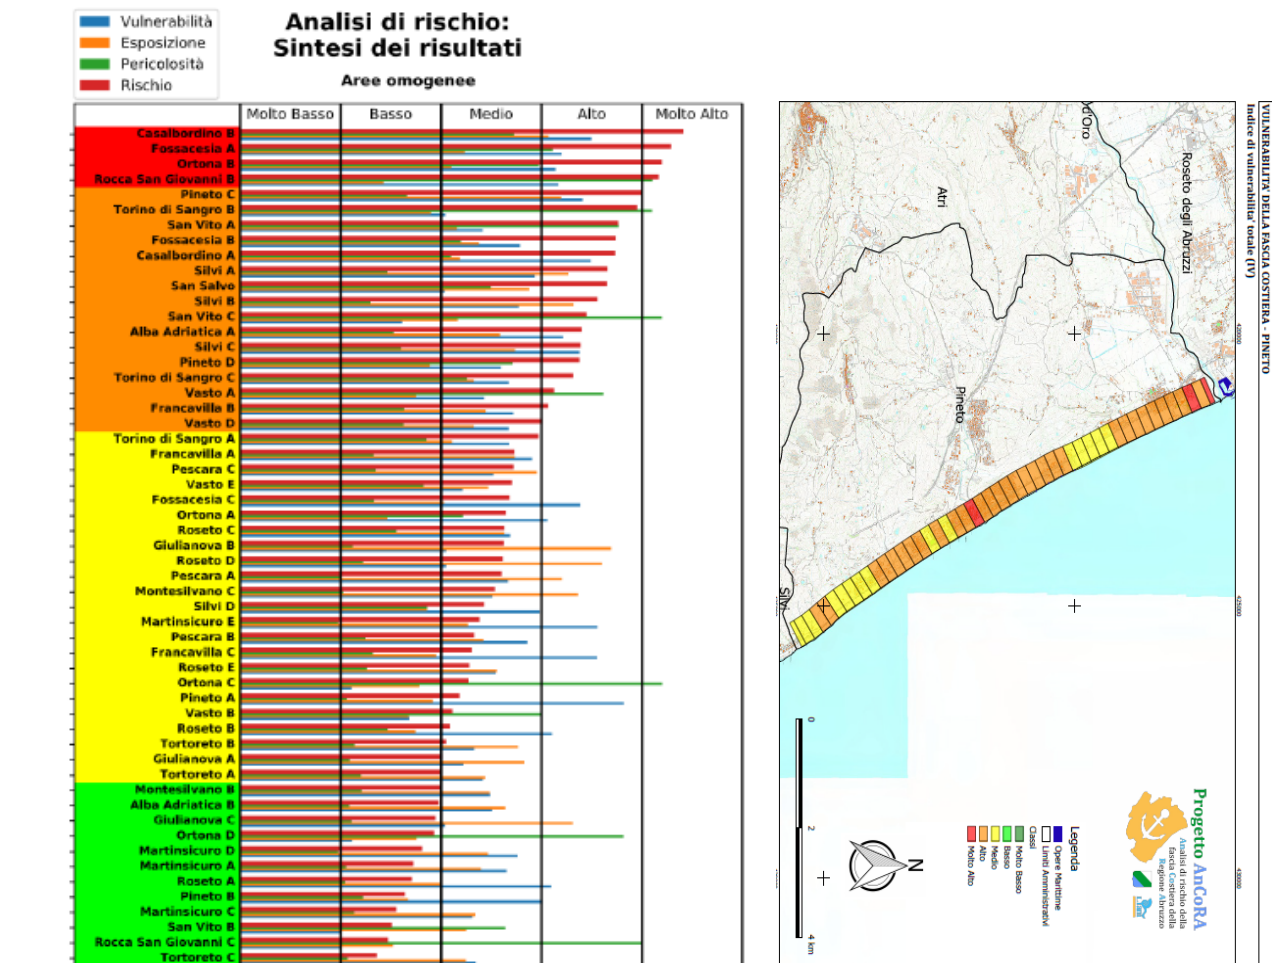 Vulnerabilità
Esposizione
Pericolosità
Rischio
Analisi di rischio:
Sintesi dei risultati
Aree omogenee
Molto Basso
Basso
Medio
Alto
Molto Alto
Casalbordino B
Fossacesia A
Ortona B
Rocca San Giovanni B
Pineto C
Torino di Sangro B
San Vito A
Fossacesia B
Casalbordino A
Silvi A
San Salvo
Silvi B
San Vito C
Alba Adriatica A
Silvi C
Pineto D
Torino di Sangro C
Vasto A
Francavilla B
Vasto D
Torino di Sangro A
Francavilla A
Pescara C
Vasto E
Fossacesia C
Ortona A
Roseto C
Giulianova B
Roseto D
Pescara A
Montesilvano C
Silvi D
Martinsicuro E
Pescara B
Francavilla C
Roseto E
Ortona C
Pineto A
Vasto B
Roseto B
Tortoreto B
Giulianova A
Tortoreto A
Montesilvano B
Alba Adriatica B
Giulianova C
Ortona D
Martinsicuro D
Martinsicuro A
Roseto A
Pineto B
Martinsicuro C
San Vito B
Rocca San Giovanni C
Tortoreto C
VULNERABILITA' DELLA FASCIA COSTIERA - PINETO
Indice di vulnerabilita' totale (IV)
d'Oro
Roseto degli Abruzzi
Atri
Pineto
Silvi
420000
425000
430000
0
2
4 km
N
Legenda
Opere Marittime
Limiti Amministrativi
Classi
Molto Basso
Basso
Medio
Alto
Molto Alto
Progetto AnCoRA
Analisi di rischio della
fascia Costiera della
Regione Abruzzo